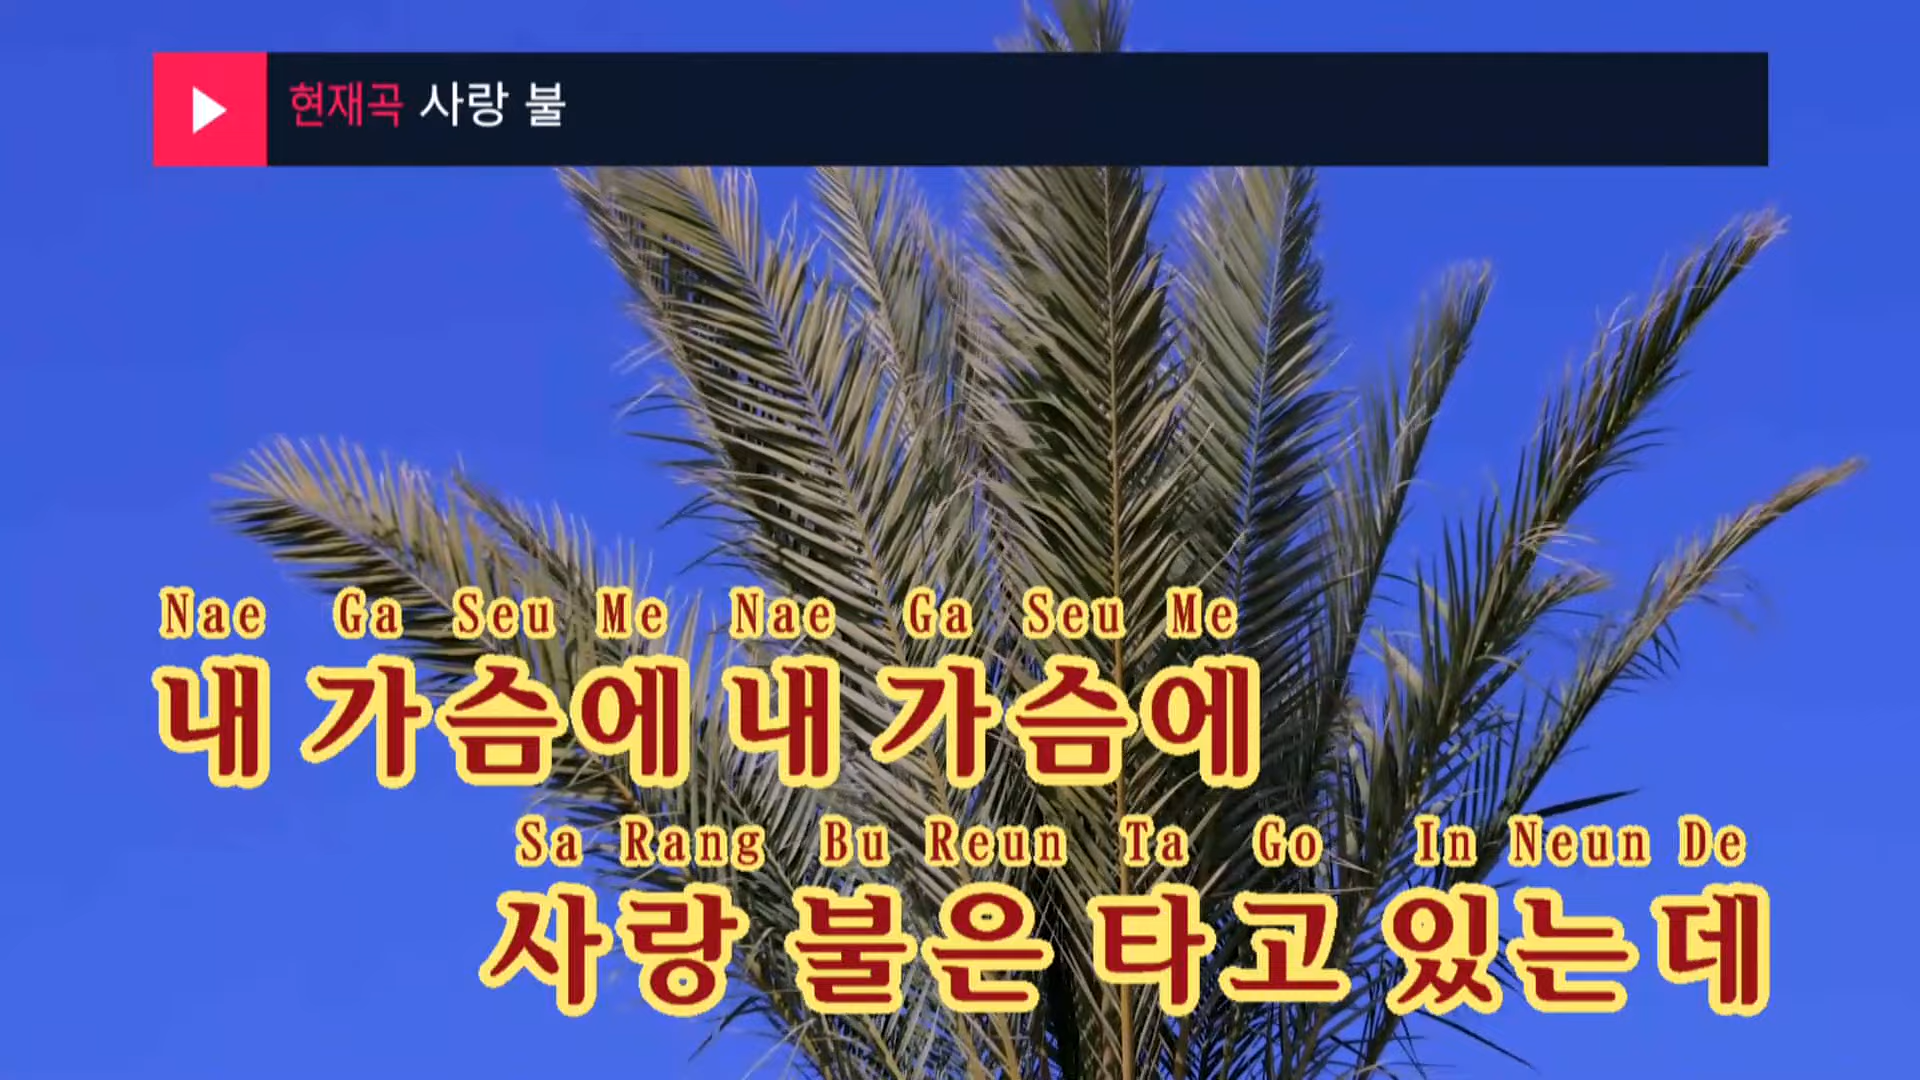 현재곡 사랑 불
Nae Ga Seu Me Nae Ga Seu Me
내 가슴에 내 가슴에
Sa Rang Bu Reun Ta Go In Neun De
사랑 불은 타고 있는데